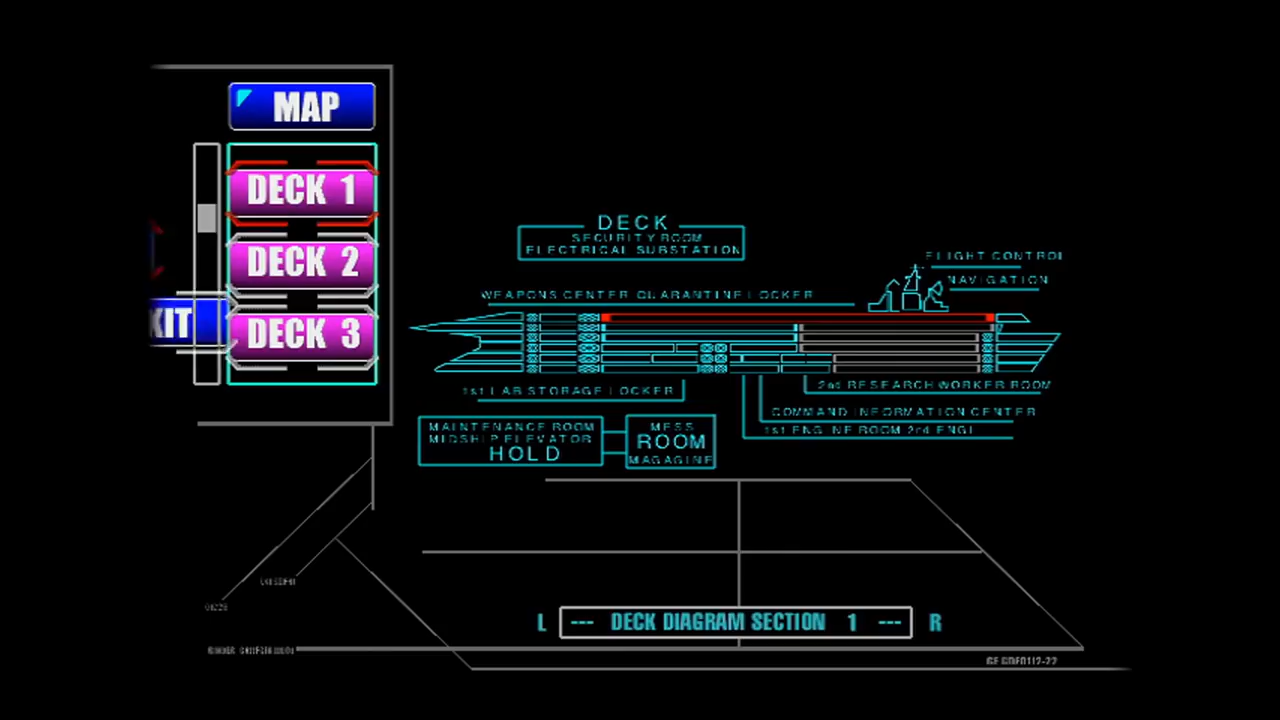 MAP
DECK 1
DECK 2
DECK 3
KIT
DECK
SECURITY ROOM
ELECTRICAL SUBSTATION
FLIGHT CONTROL
NAVIGATION
WEAPONS CENTER QUARANTINE LOCKER
1st LAB STORAGE LOCKER
2nd RESEARCH WORKER ROOM
COMMAND INFORMATION CENTER
1st ENGINE ROOM 2nd ENGI
MAINTENANCE ROOM
MIDSHIP ELEVATOR
HOLD
MESS
ROOM
MAGAGINE
L --- DECK DIAGRAM SECTION 1 --- R